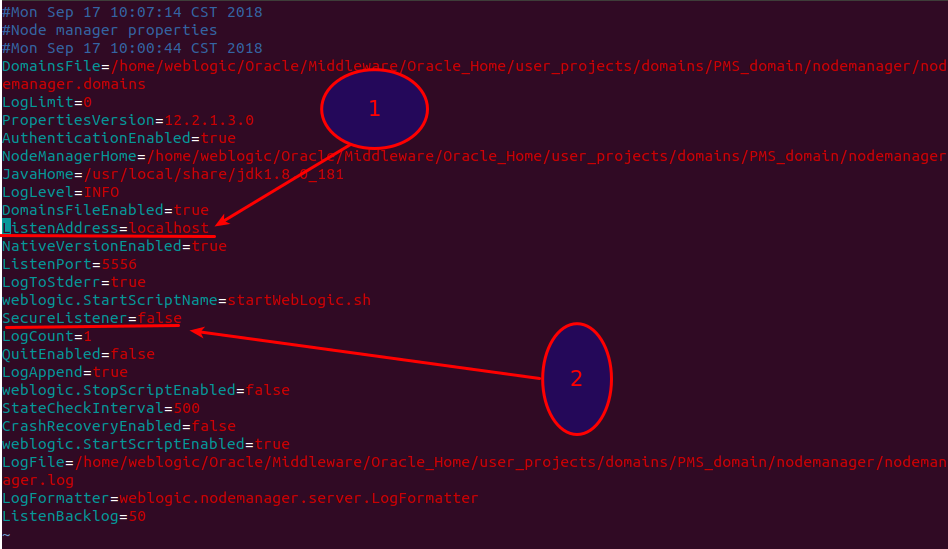 #Mon Sep 17 10:07:14 CST 2018
#Node manager properties
#Mon Sep 17 10:00:44 CST 2018
DomainsFile=/home/weblogic/Oracle/Middleware/Oracle_Home/user_projects/domains/PMS_domain/nodemanager/nod
emanager.domains
LogLimit=0
PropertiesVersion=12.2.1.3.0
AuthenticationEnabled=true
NodeManagerHome=/home/weblogic/Oracle/Middleware/Oracle_Home/user_projects/domains/PMS_domain/nodemanager
JavaHome=/usr/local/share/jdk1.8.0_181
LogLevel=INFO
DomainsFileEnabled=true
ListenAddress=localhost
NativeVersionEnabled=true
ListenPort=5556
LogToStderr=true
weblogic.StartScriptName=startWebLogic.sh
SecureListener=false
LogCount=1
QuitEnabled=false
LogAppend=true
weblogic.StopScriptEnabled=false
StateCheckInterval=500
CrashRecoveryEnabled=false
weblogic.StartScriptEnabled=true
LogFile=/home/weblogic/Oracle/Middleware/Oracle_Home/user_projects/domains/PMS_domain/nodemanager/nodeman
ager.log
LogFormatter=weblogic.nodemanager.server.LogFormatter
ListenBacklog=50
~
1
2